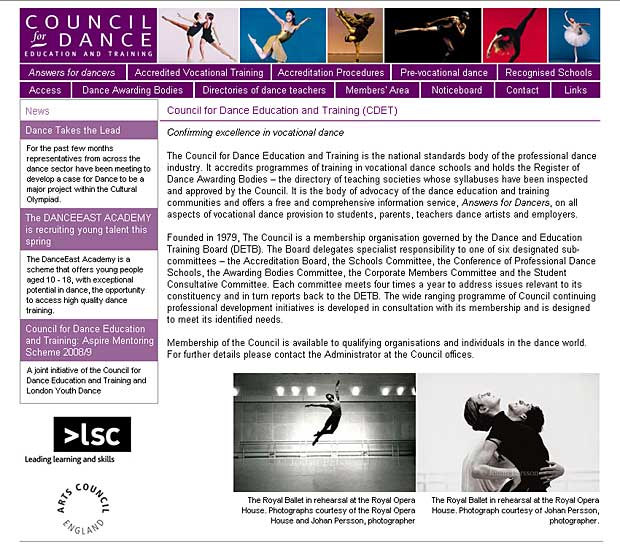 COUNCIL
for DANCE
EDUCATION AND TRAINING
Answers for dancers
Accredited Vocational Training
Accreditation Procedures
Pre-vocational dance
Recognised Schools
Access
Dance Awarding Bodies
Directories of dance teachers
Members' Area
Noticeboard
Contact
Links
News
Dance Takes the Lead
For the past few months
representatives from across the
dance sector have been meeting to
develop a case for Dance to be a
major project within the Cultural
Olympiad.
The DANCEEAST ACADEMY
is recruiting young talent this
spring
The DanceEast Academy is a
scheme that offers young people
aged 10 - 18, with exceptional
potential in dance, the opportunity
to access high quality dance
training.
Council for Dance Education
and Training: Aspire Mentoring
Scheme 2008/9
A joint initiative of the Council for
Dance Education and Training and
London Youth Dance
>lsc
Leading learning and skills
ARTS COUNCIL
ENGLAND
Council for Dance Education and Training (CDET)
Confirming excellence in vocational dance
The Council for Dance Education and Training is the national standards body of the professional dance
industry. It accredits programmes of training in vocational dance schools and holds the Register of
Dance Awarding Bodies – the directory of teaching societies whose syllabuses have been inspected
and approved by the Council. It is the body of advocacy of the dance education and training
communities and offers a free and comprehensive information service, Answers for Dancers, on all
aspects of vocational dance provision to students, parents, teachers dance artists and employers.
Founded in 1979, The Council is a membership organisation governed by the Dance and Education
Training Board (DETB). The Board delegates specialist responsibility to one of six designated sub-
committees – the Accreditation Board, the Schools Committee, the Conference of Professional Dance
Schools, the Awarding Bodies Committee, the Corporate Members Committee and the Student
Consultative Committee. Each committee meets four times a year to address issues relevant to its
constituency and in turn reports back to the DETB. The wide ranging programme of Council continuing
professional development initiatives is developed in consultation with its membership and is designed
to meet its identified needs.
Membership of the Council is available to qualifying organisations and individuals in the dance world.
For further details please contact the Administrator at the Council offices.
The Royal Ballet in rehearsal at the Royal Opera
House. Photographs courtesy of the Royal Opera
House and Johan Persson, photographer
The Royal Ballet in rehearsal at the Royal Opera
House. Photograph courtesy of Johan Persson,
photographer.